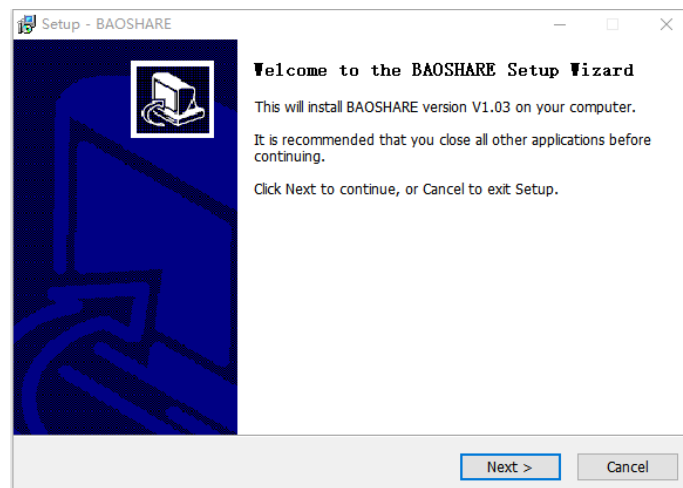 Setup - BAOSHARE
Welcome to the BAOSHARE Setup Wizard
This will install BAOSHARE version V1.03 on your computer.
It is recommended that you close all other applications before
continuing.
Click Next to continue, or Cancel to exit Setup.
Next >
Cancel